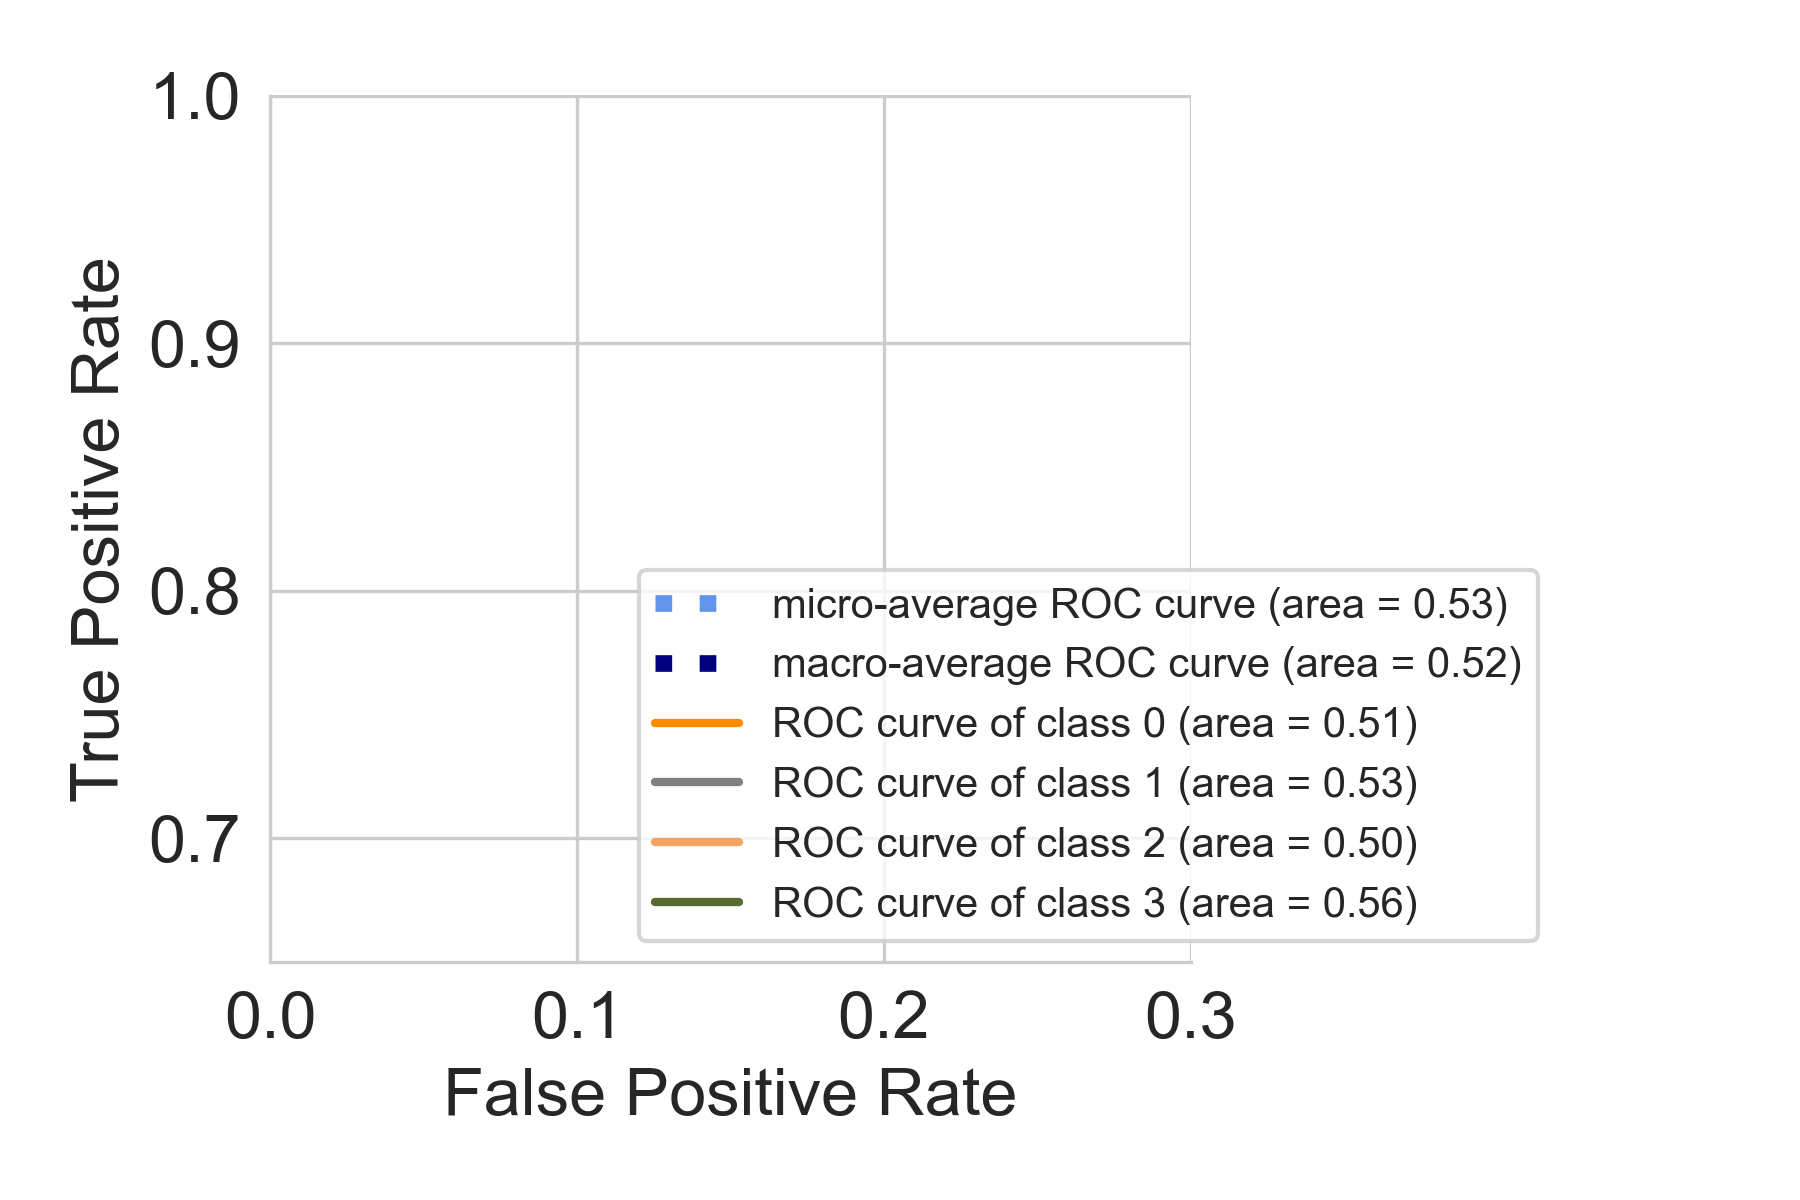 1.0
0.9
0.8
0.7
True Positive Rate
micro-average ROC curve (area = 0.53)
macro-average ROC curve (area = 0.52)
ROC curve of class 0 (area = 0.51)
ROC curve of class 1 (area = 0.53)
ROC curve of class 2 (area = 0.50)
ROC curve of class 3 (area = 0.56)
0.0 0.1 0.2 0.3
False Positive Rate